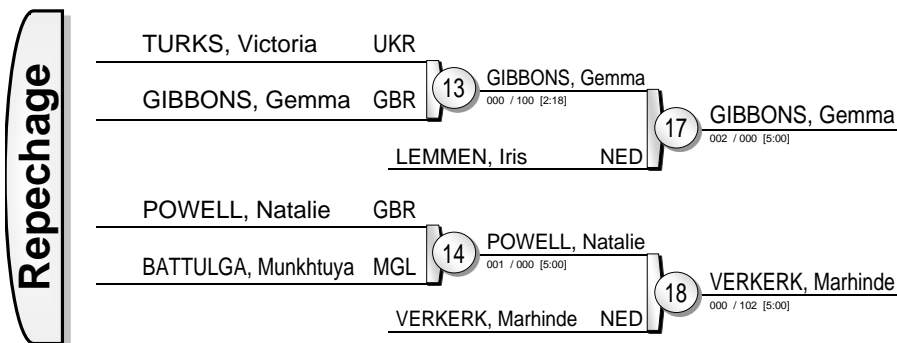 Repechage
TURKS, Victoria UKR
GIBBONS, Gemma GBR
13
GIBBONS, Gemma
000 / 100 [2:18]
LEMMEN, Iris NED
17
GIBBONS, Gemma
002 / 000 [5:00]
POWELL, Natalie GBR
BATTULGA, Munkhtuya MGL
14
POWELL, Natalie
001 / 000 [5:00]
VERKERK, Marhinde NED
18
VERKERK, Marhinde
000 / 102 [5:00]